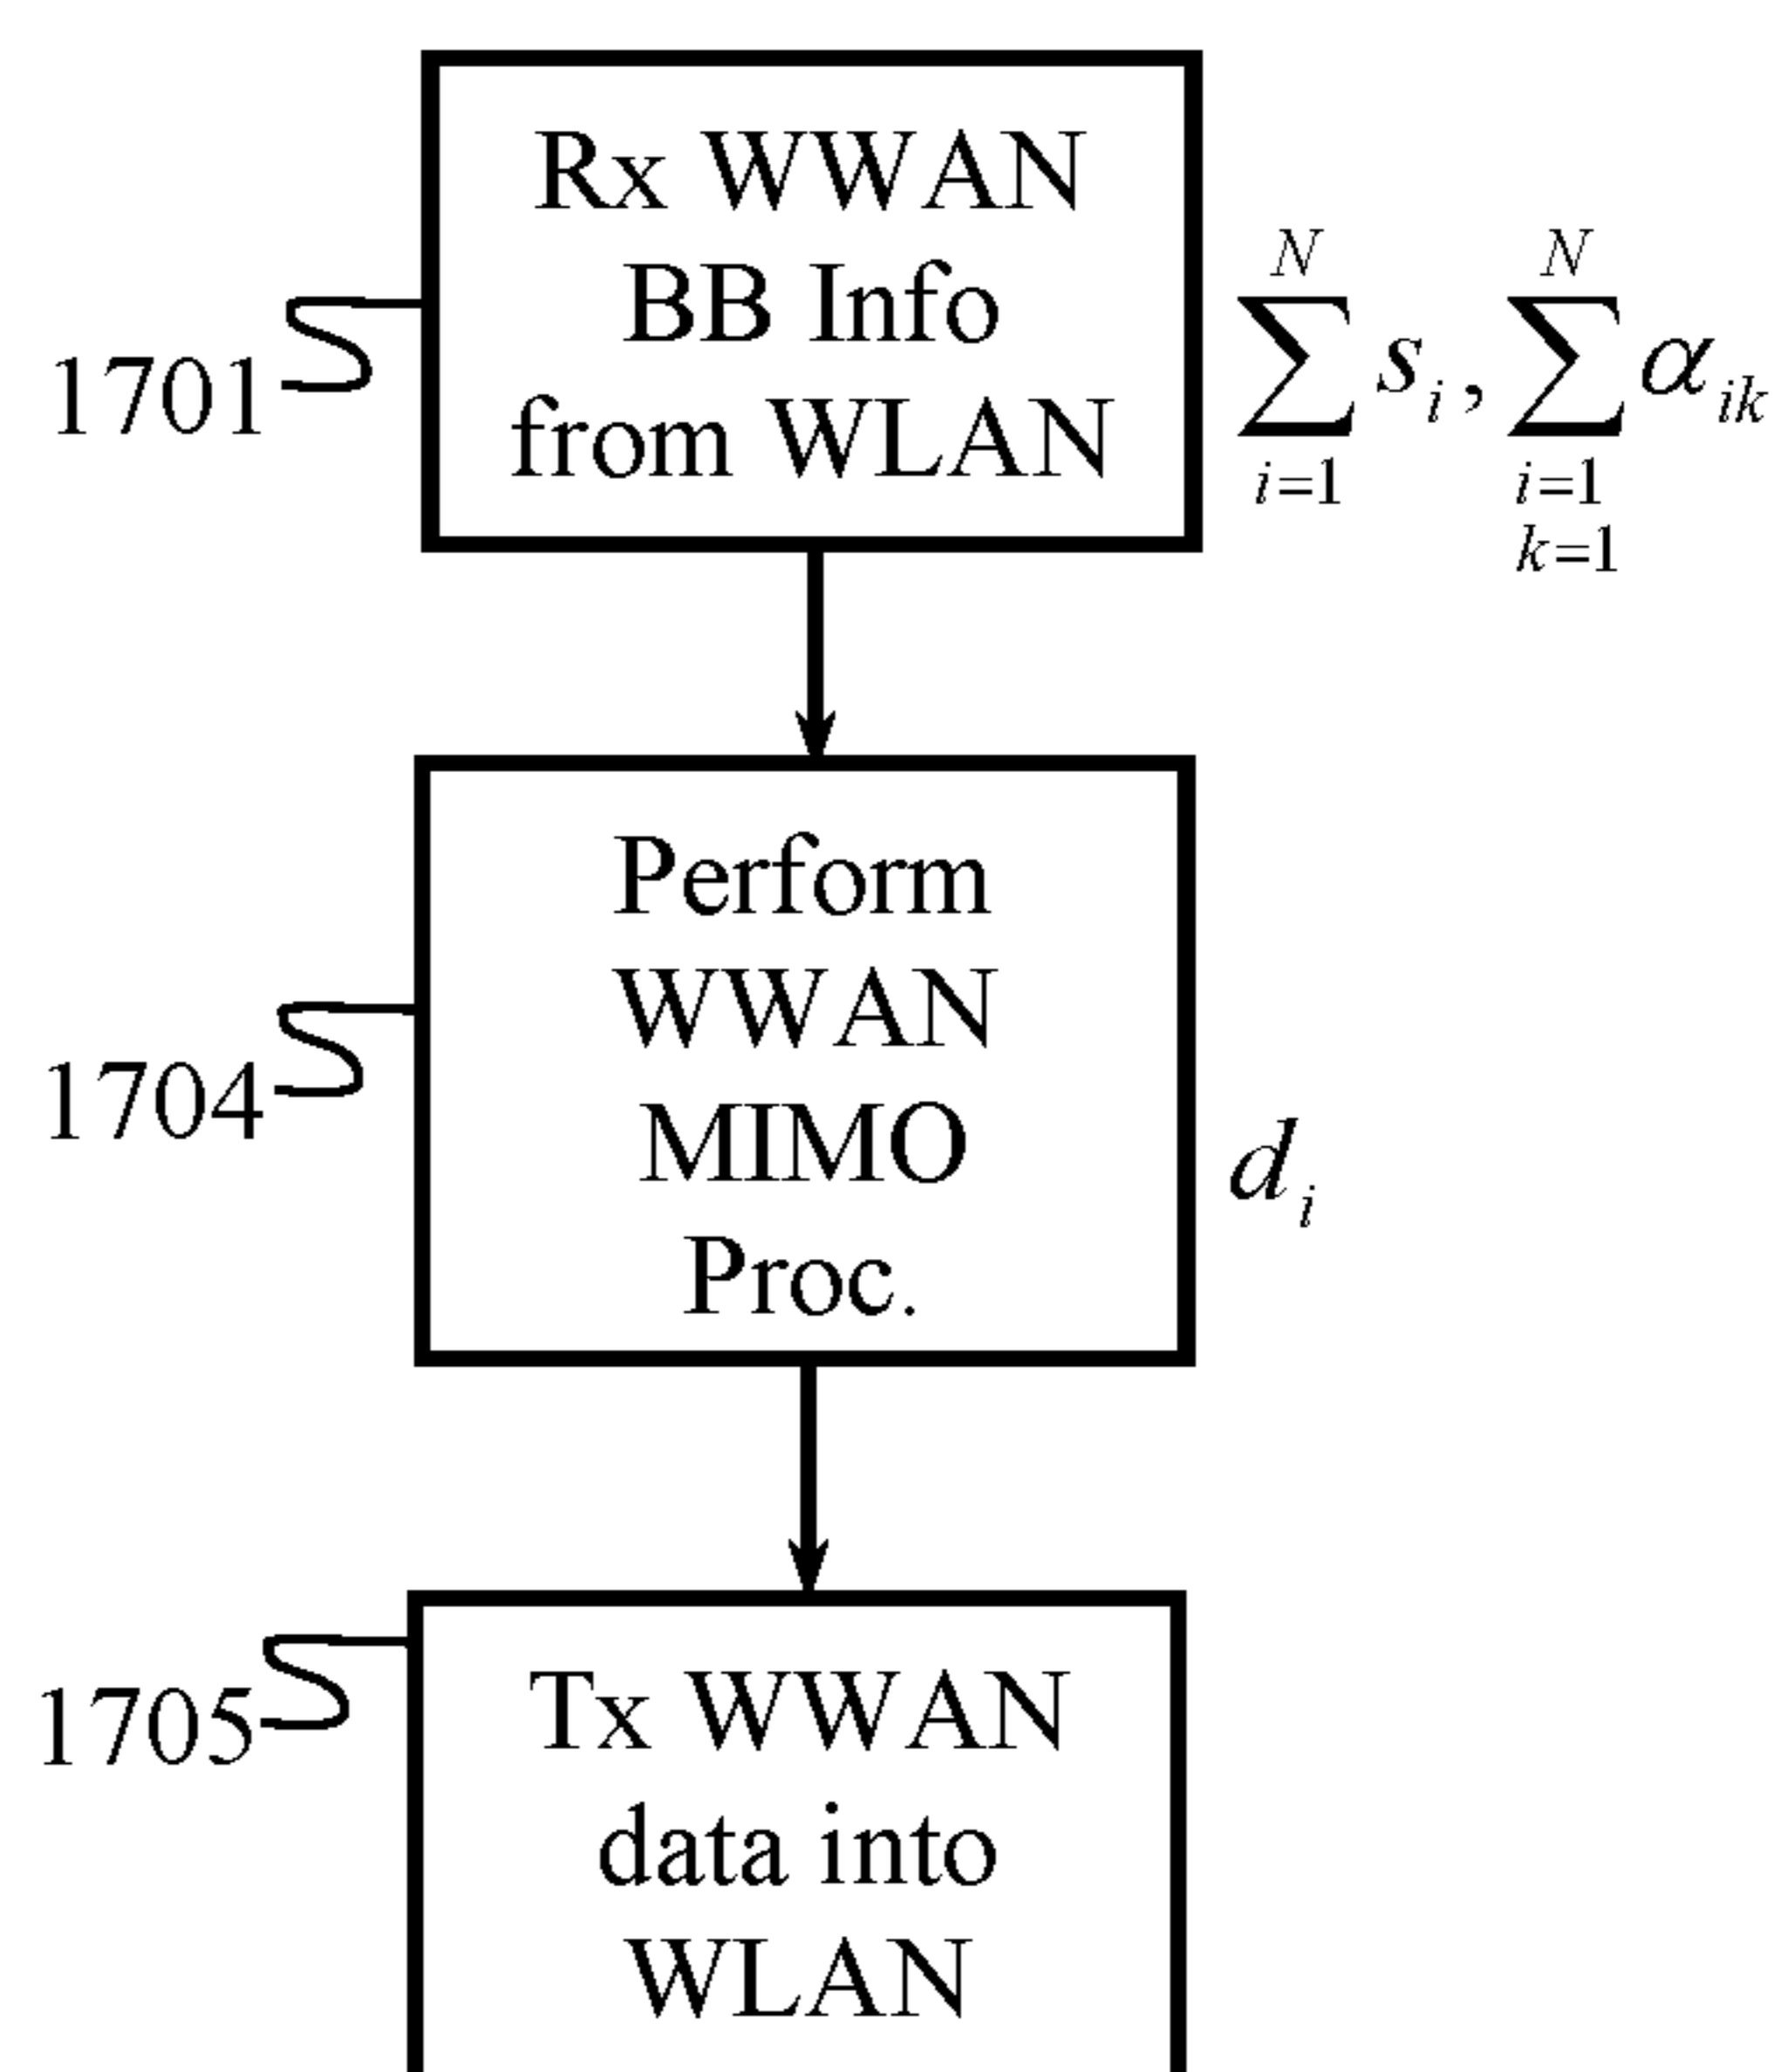 Rx WWAN
BB Info
from WLAN
1701
N N
∑ s_i, ∑ α_ik
i=1 i=1
k=1
Perform
WWAN
MIMO
Proc.
1704
d_i
Tx WWAN
data into
WLAN
1705